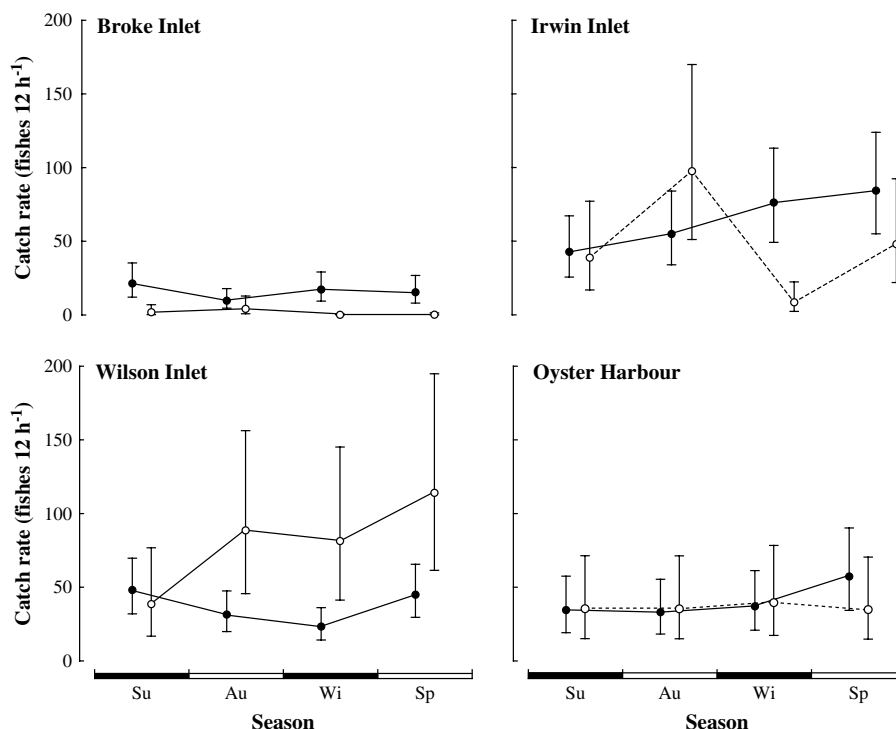 Broke Inlet
Irwin Inlet
Catch rate (fishes 12 h⁻¹)
200
150
100
50
0
Wilson Inlet
Oyster Harbour
Catch rate (fishes 12 h⁻¹)
200
150
100
50
0
Su Au Wi Sp
Su Au Wi Sp
Season
Season